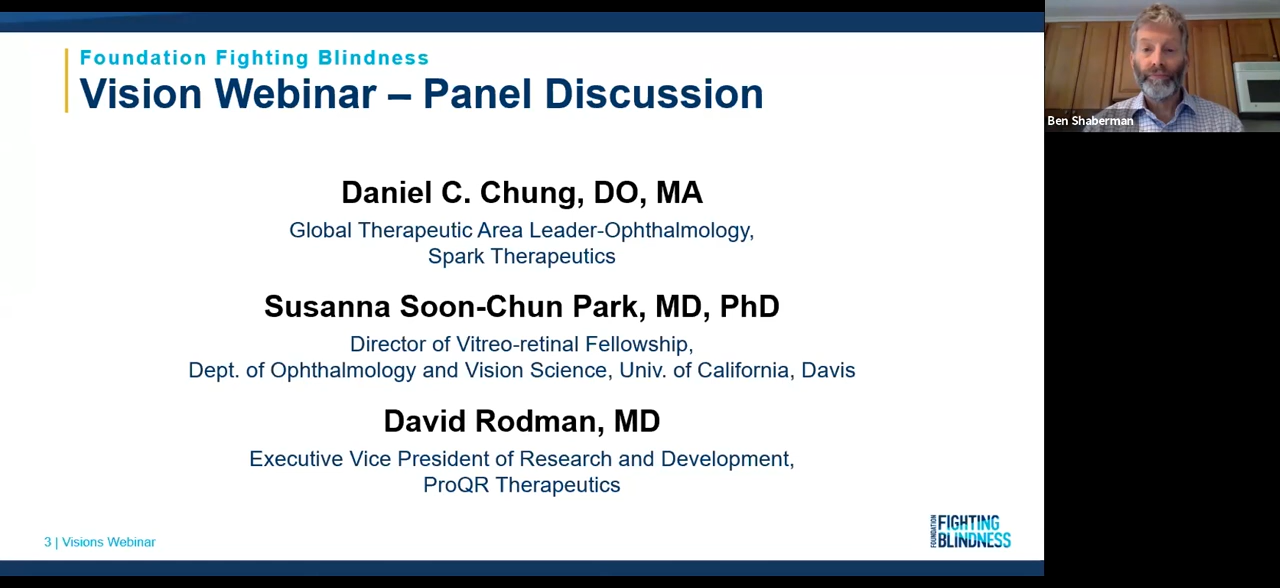 Foundation Fighting Blindness
Vision Webinar – Panel Discussion
Ben Shaberman
Daniel C. Chung, DO, MA
Global Therapeutic Area Leader-Ophthalmology,
Spark Therapeutics
Susanna Soon-Chun Park, MD, PhD
Director of Vitreo-retinal Fellowship,
Dept. of Ophthalmology and Vision Science, Univ. of California, Davis
David Rodman, MD
Executive Vice President of Research and Development,
ProQR Therapeutics
3 | Visions Webinar
FOUNDATION
FIGHTING
BLINDNESS